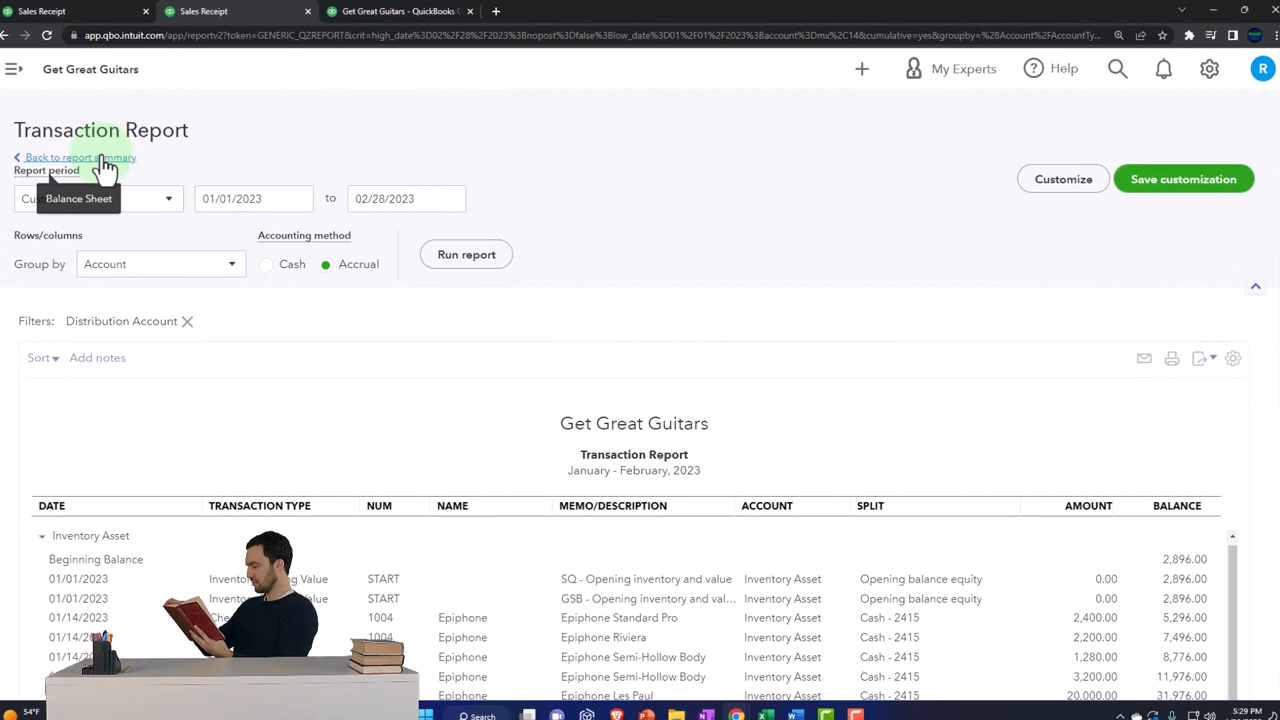 Sales Receipt
Sales Receipt
Get Great Guitars - QuickBooks
app.qbo.intuit.com/app/reportv2?token=GENERIC_QZREPORT&crit=high_date%3D02%2F28%2F2023%3Bnopost%3Dfalse%3Blow_date%3D01%2F01%2F2023%3Baccount%3Dmx%2C14&cumulative=yes&groupby=%28Account%2FAccountTy...
Get Great Guitars
My Experts
Help
R
Transaction Report
Back to report summary
Report period
Balance Sheet
01/01/2023
to
02/28/2023
Customize
Save customization
Rows/columns
Accounting method
Group by
Account
Cash
Accrual
Run report
Filters:
Distribution Account
Sort
Add notes
Get Great Guitars
Transaction Report
January - February, 2023
DATE TRANSACTION TYPE NUM NAME MEMO/DESCRIPTION ACCOUNT SPLIT AMOUNT BALANCE
Inventory Asset
Beginning Balance 2,896.00
01/01/2023 START SQ - Opening inventory and value Inventory Asset Opening balance equity 0.00 2,896.00
01/01/2023 START GSB - Opening inventory and val... Inventory Asset Opening balance equity 0.00 2,896.00
01/14/2023 1004 Epiphone Epiphone Standard Pro Inventory Asset Cash - 2415 2,400.00 5,296.00
01/14 1004 Epiphone Epiphone Riviera Inventory Asset Cash - 2415 2,200.00 7,496.00
01/14 Epiphone Epiphone Semi-Hollow Body Inventory Asset Cash - 2415 1,280.00 8,776.00
Epiphone Epiphone Semi-Hollow Body Inventory Asset Cash - 2415 3,200.00 11,976.00
Epiphone Epiphone Les Paul Inventory Asset Cash - 2415 20,000.00 31,976.00
54°F
Search
5:29 PM